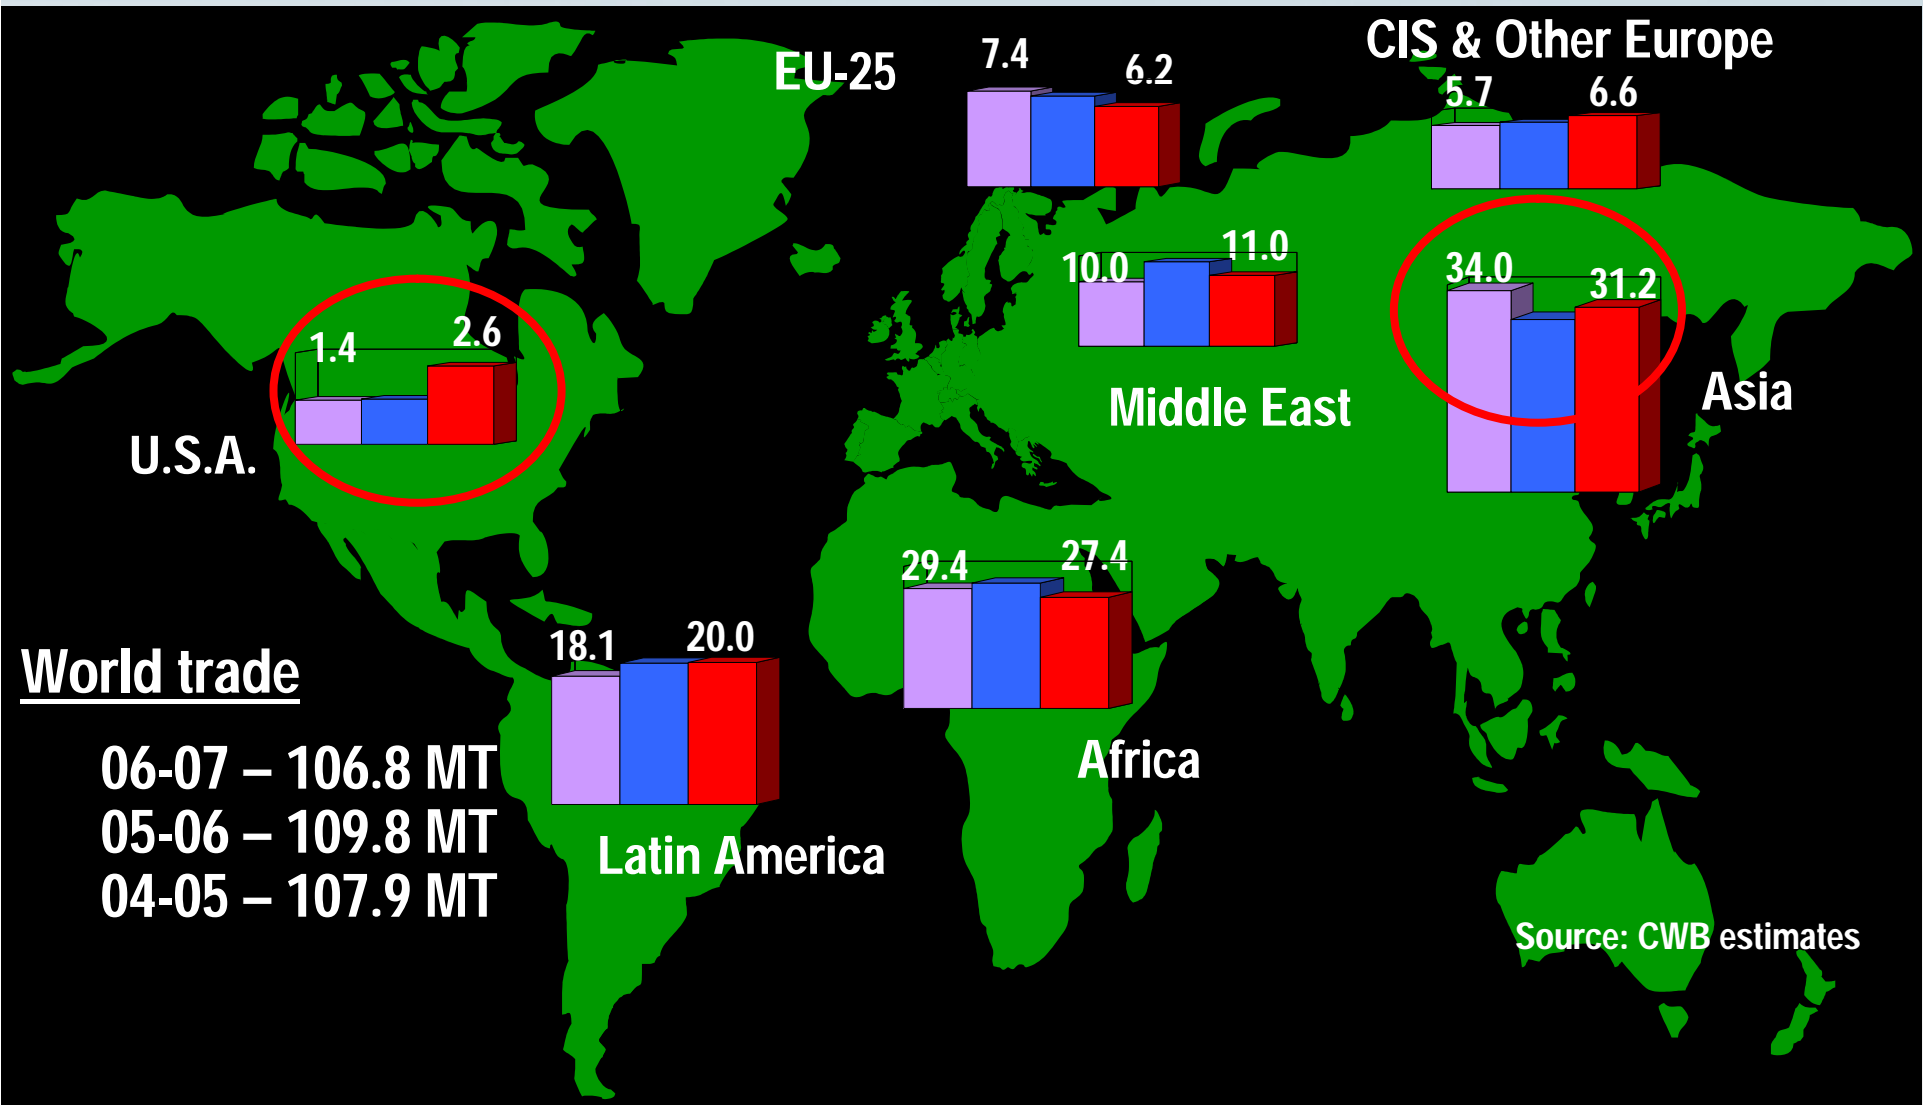 CIS & Other Europe
EU-25
7.4
6.2
5.7
6.6
10.0
11.0
34.0
31.2
1.4
2.6
Asia
Middle East
U.S.A.
29.4
27.4
18.1
20.0
World trade
06-07 – 106.8 MT
05-06 – 109.8 MT
04-05 – 107.9 MT
Africa
Latin America
Source: CWB estimates